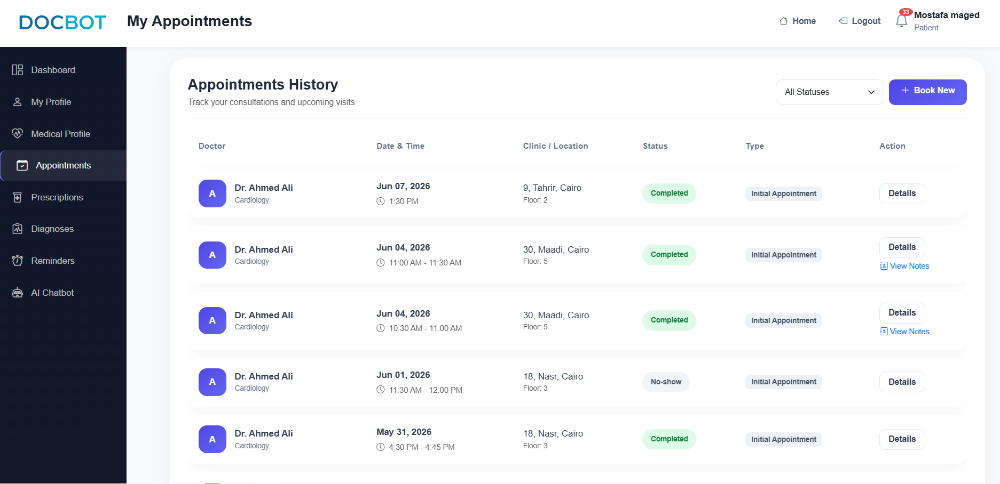 DOCBOT
My Appointments
Home
Logout
33
Mostafa maged
Patient
Dashboard
My Profile
Medical Profile
Appointments
Prescriptions
Diagnoses
Reminders
AI Chatbot
Appointments History
Track your consultations and upcoming visits
All Statuses
+ Book New
Doctor Date & Time Clinic / Location Status Type Action
A
Dr. Ahmed Ali
Cardiology
Jun 07, 2026
1:30 PM
9, Tahrir, Cairo
Floor: 2
Completed
Initial Appointment
Details
A
Dr. Ahmed Ali
Cardiology
Jun 04, 2026
11:00 AM - 11:30 AM
30, Maadi, Cairo
Floor: 5
Completed
Initial Appointment
Details
View Notes
A
Dr. Ahmed Ali
Cardiology
Jun 04, 2026
10:30 AM - 11:00 AM
30, Maadi, Cairo
Floor: 5
Completed
Initial Appointment
Details
View Notes
A
Dr. Ahmed Ali
Cardiology
Jun 01, 2026
11:30 AM - 12:00 PM
18, Nasr, Cairo
Floor: 3
No-show
Initial Appointment
Details
A
Dr. Ahmed Ali
Cardiology
May 31, 2026
4:30 PM - 4:45 PM
18, Nasr, Cairo
Floor: 3
Completed
Initial Appointment
Details